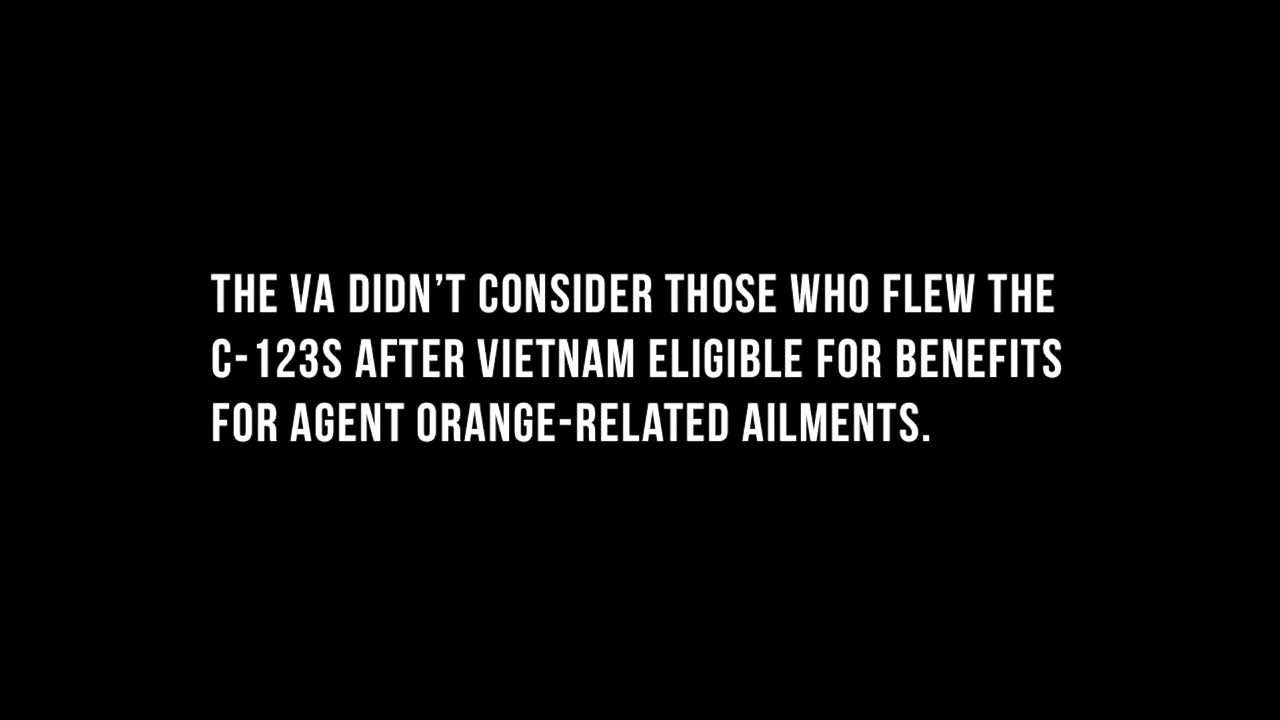 THE VA DIDN’T CONSIDER THOSE WHO FLEW THE
C-123S AFTER VIETNAM ELIGIBLE FOR BENEFITS
FOR AGENT ORANGE-RELATED AILMENTS.